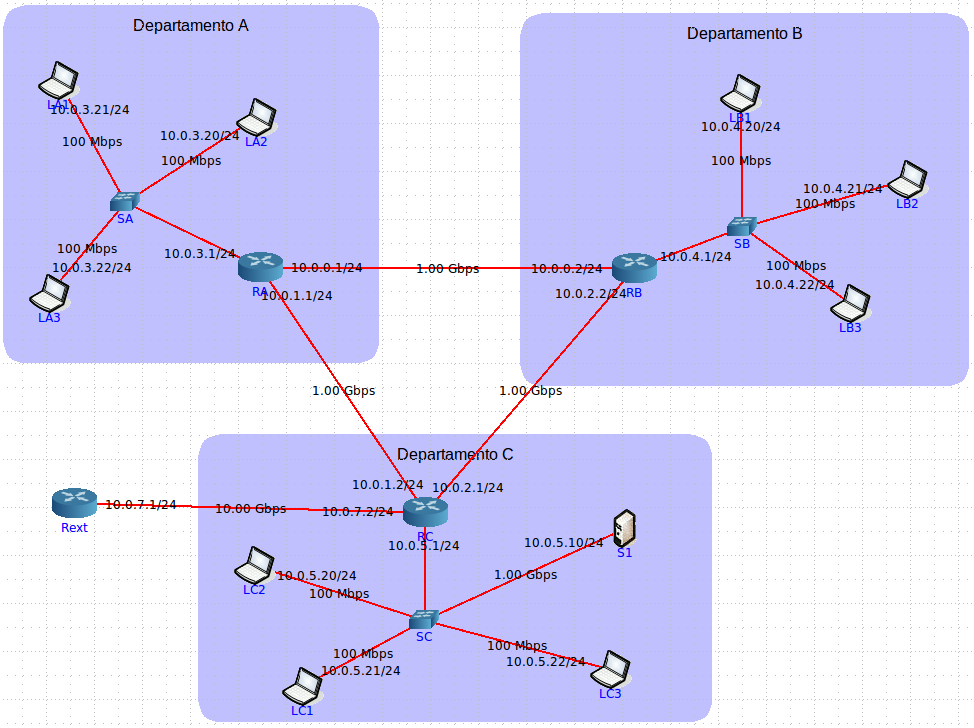 Departamento A
LA1
10.0.3.21/24
100 Mbps
10.0.3.20/24
LA2
100 Mbps
SA
100 Mbps
10.0.3.22/24
LA3
10.0.3.1/24
RA
10.0.0.1/24
10.0.1.1/24
1.00 Gbps
Departamento B
LB1
10.0.4.20/24
100 Mbps
10.0.4.21/24
100 Mbps
LB2
SB
10.0.4.1/24
100 Mbps
10.0.4.22/24
LB3
10.0.0.2/24
10.0.2.2/24
RB
1.00 Gbps
1.00 Gbps
Departamento C
10.0.1.2/24
10.0.2.1/24
Rext
10.0.7.1/24
10.00 Gbps
10.0.7.2/24
RC
10.0.5.1/24
10.0.5.10/24
S1
1.00 Gbps
LC2
10.0.5.20/24
100 Mbps
SC
100 Mbps
10.0.5.21/24
LC1
100 Mbps
10.0.5.22/24
LC3